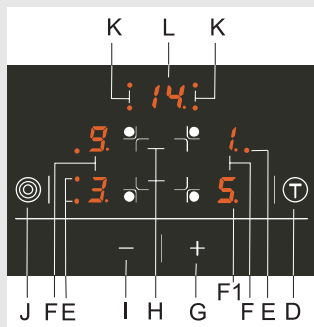 K L K
14.
9. 1.
3. 5.
T
− +
F1
J F E I H G F E D